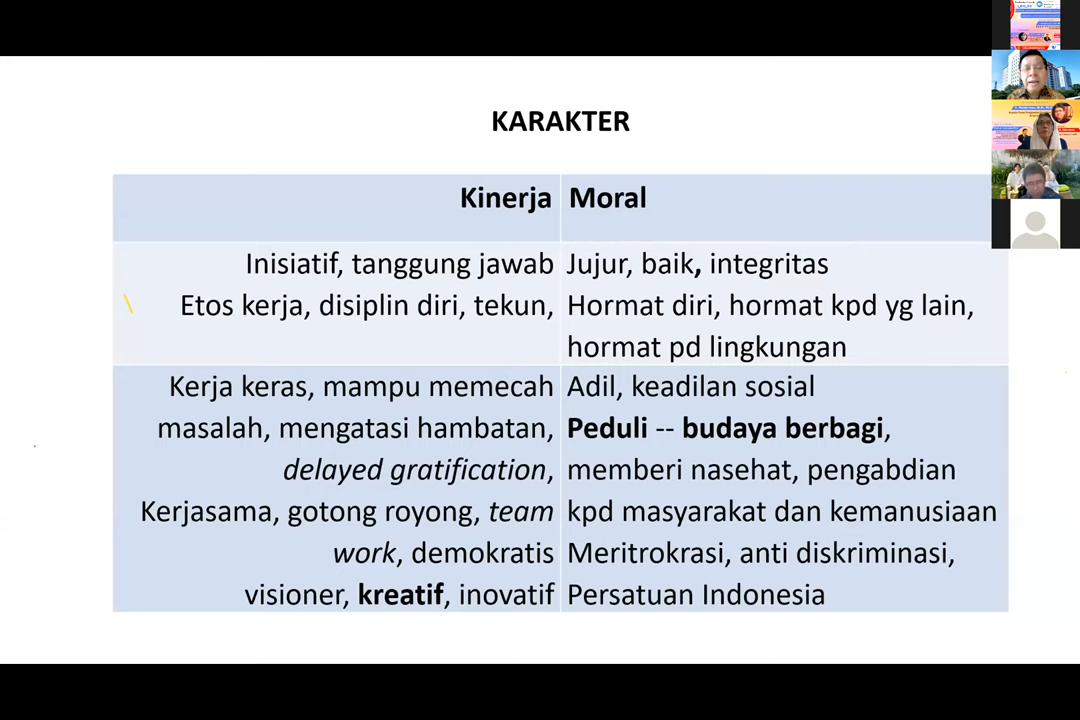 KARAKTER
Kinerja
Moral
Inisiatif, tanggung jawab
Etos kerja, disiplin diri, tekun,
Jujur, baik, integritas
Hormat diri, hormat kpd yg lain,
hormat pd lingkungan
Kerja keras, mampu memecah
masalah, mengatasi hambatan,
delayed gratification,
Kerjasama, gotong royong, team
work, demokratis
visioner, kreatif, inovatif
Adil, keadilan sosial
Peduli -- budaya berbagi,
memberi nasehat, pengabdian
kpd masyarakat dan kemanusiaan
Meritrokrasi, anti diskriminasi,
Persatuan Indonesia